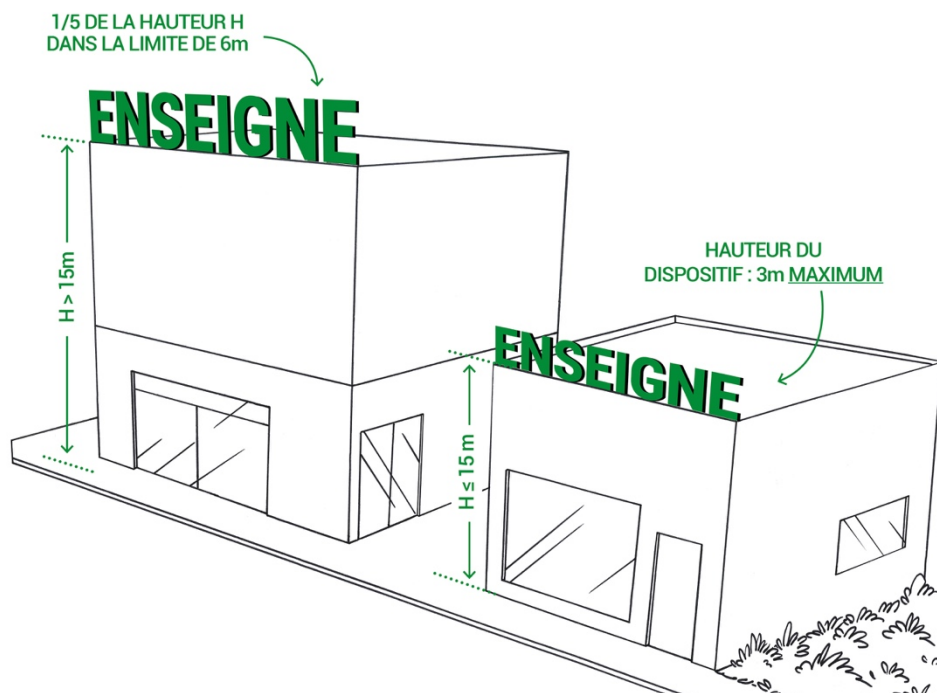 1/5 DE LA HAUTEUR H
DANS LA LIMITE DE 6m
ENSEIGNE
H > 15m
HAUTEUR DU
DISPOSITIF : 3m MAXIMUM
ENSEIGNE
H ≤ 15 m